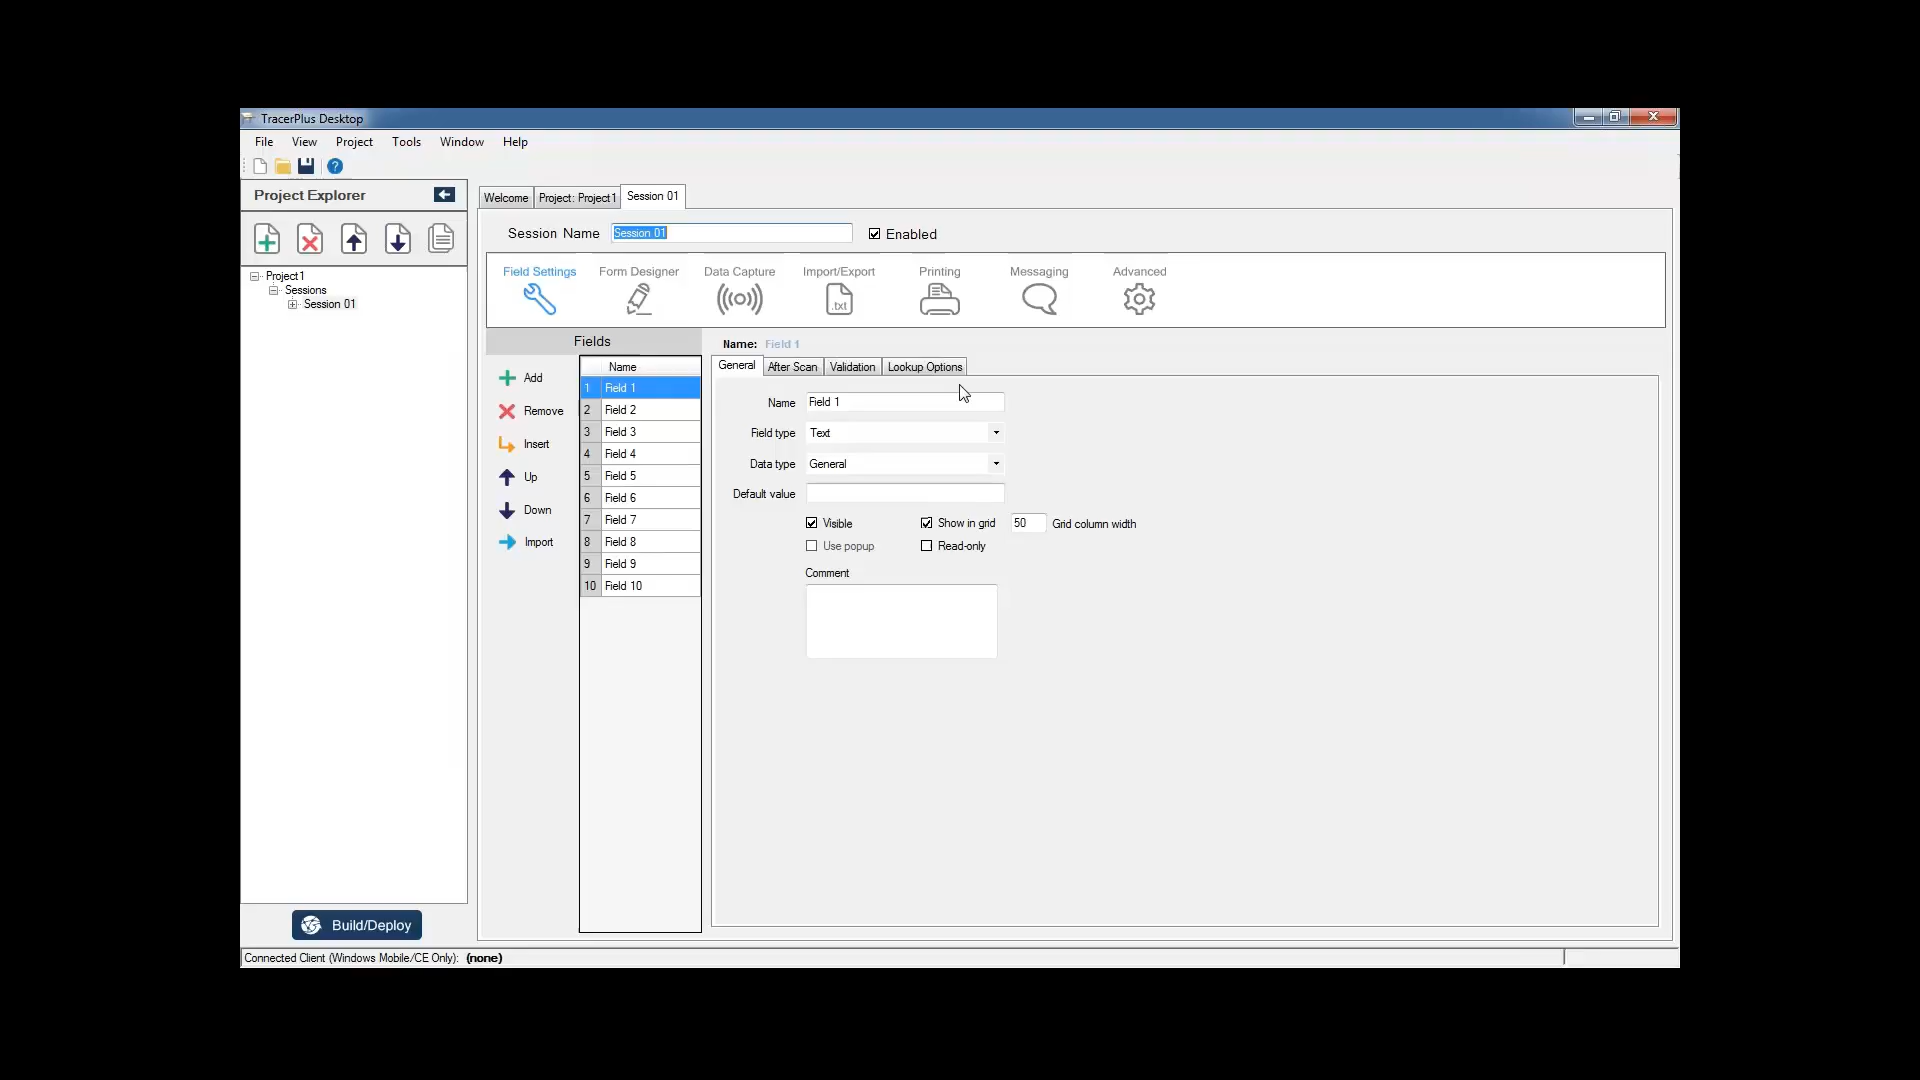 TracerPlus Desktop
File View Project Tools Window Help
Project Explorer
Project1
Sessions
Session 01
Build/Deploy
Welcome Project: Project1 Session 01
Session Name Session 01 Enabled
Field Settings Form Designer Data Capture Import/Export Printing Messaging Advanced
.txt
Fields
Add
Remove
Insert
Up
Down
Import
Name
1 Field 1
2 Field 2
3 Field 3
4 Field 4
5 Field 5
6 Field 6
7 Field 7
8 Field 8
9 Field 9
10 Field 10
Name: Field 1
General After Scan Validation Lookup Options
Name Field 1
Field type Text
Data type General
Default value
Visible Show in grid 50 Grid column width
Use popup Read-only
Comment
Connected Client (Windows Mobile/CE Only): (none)